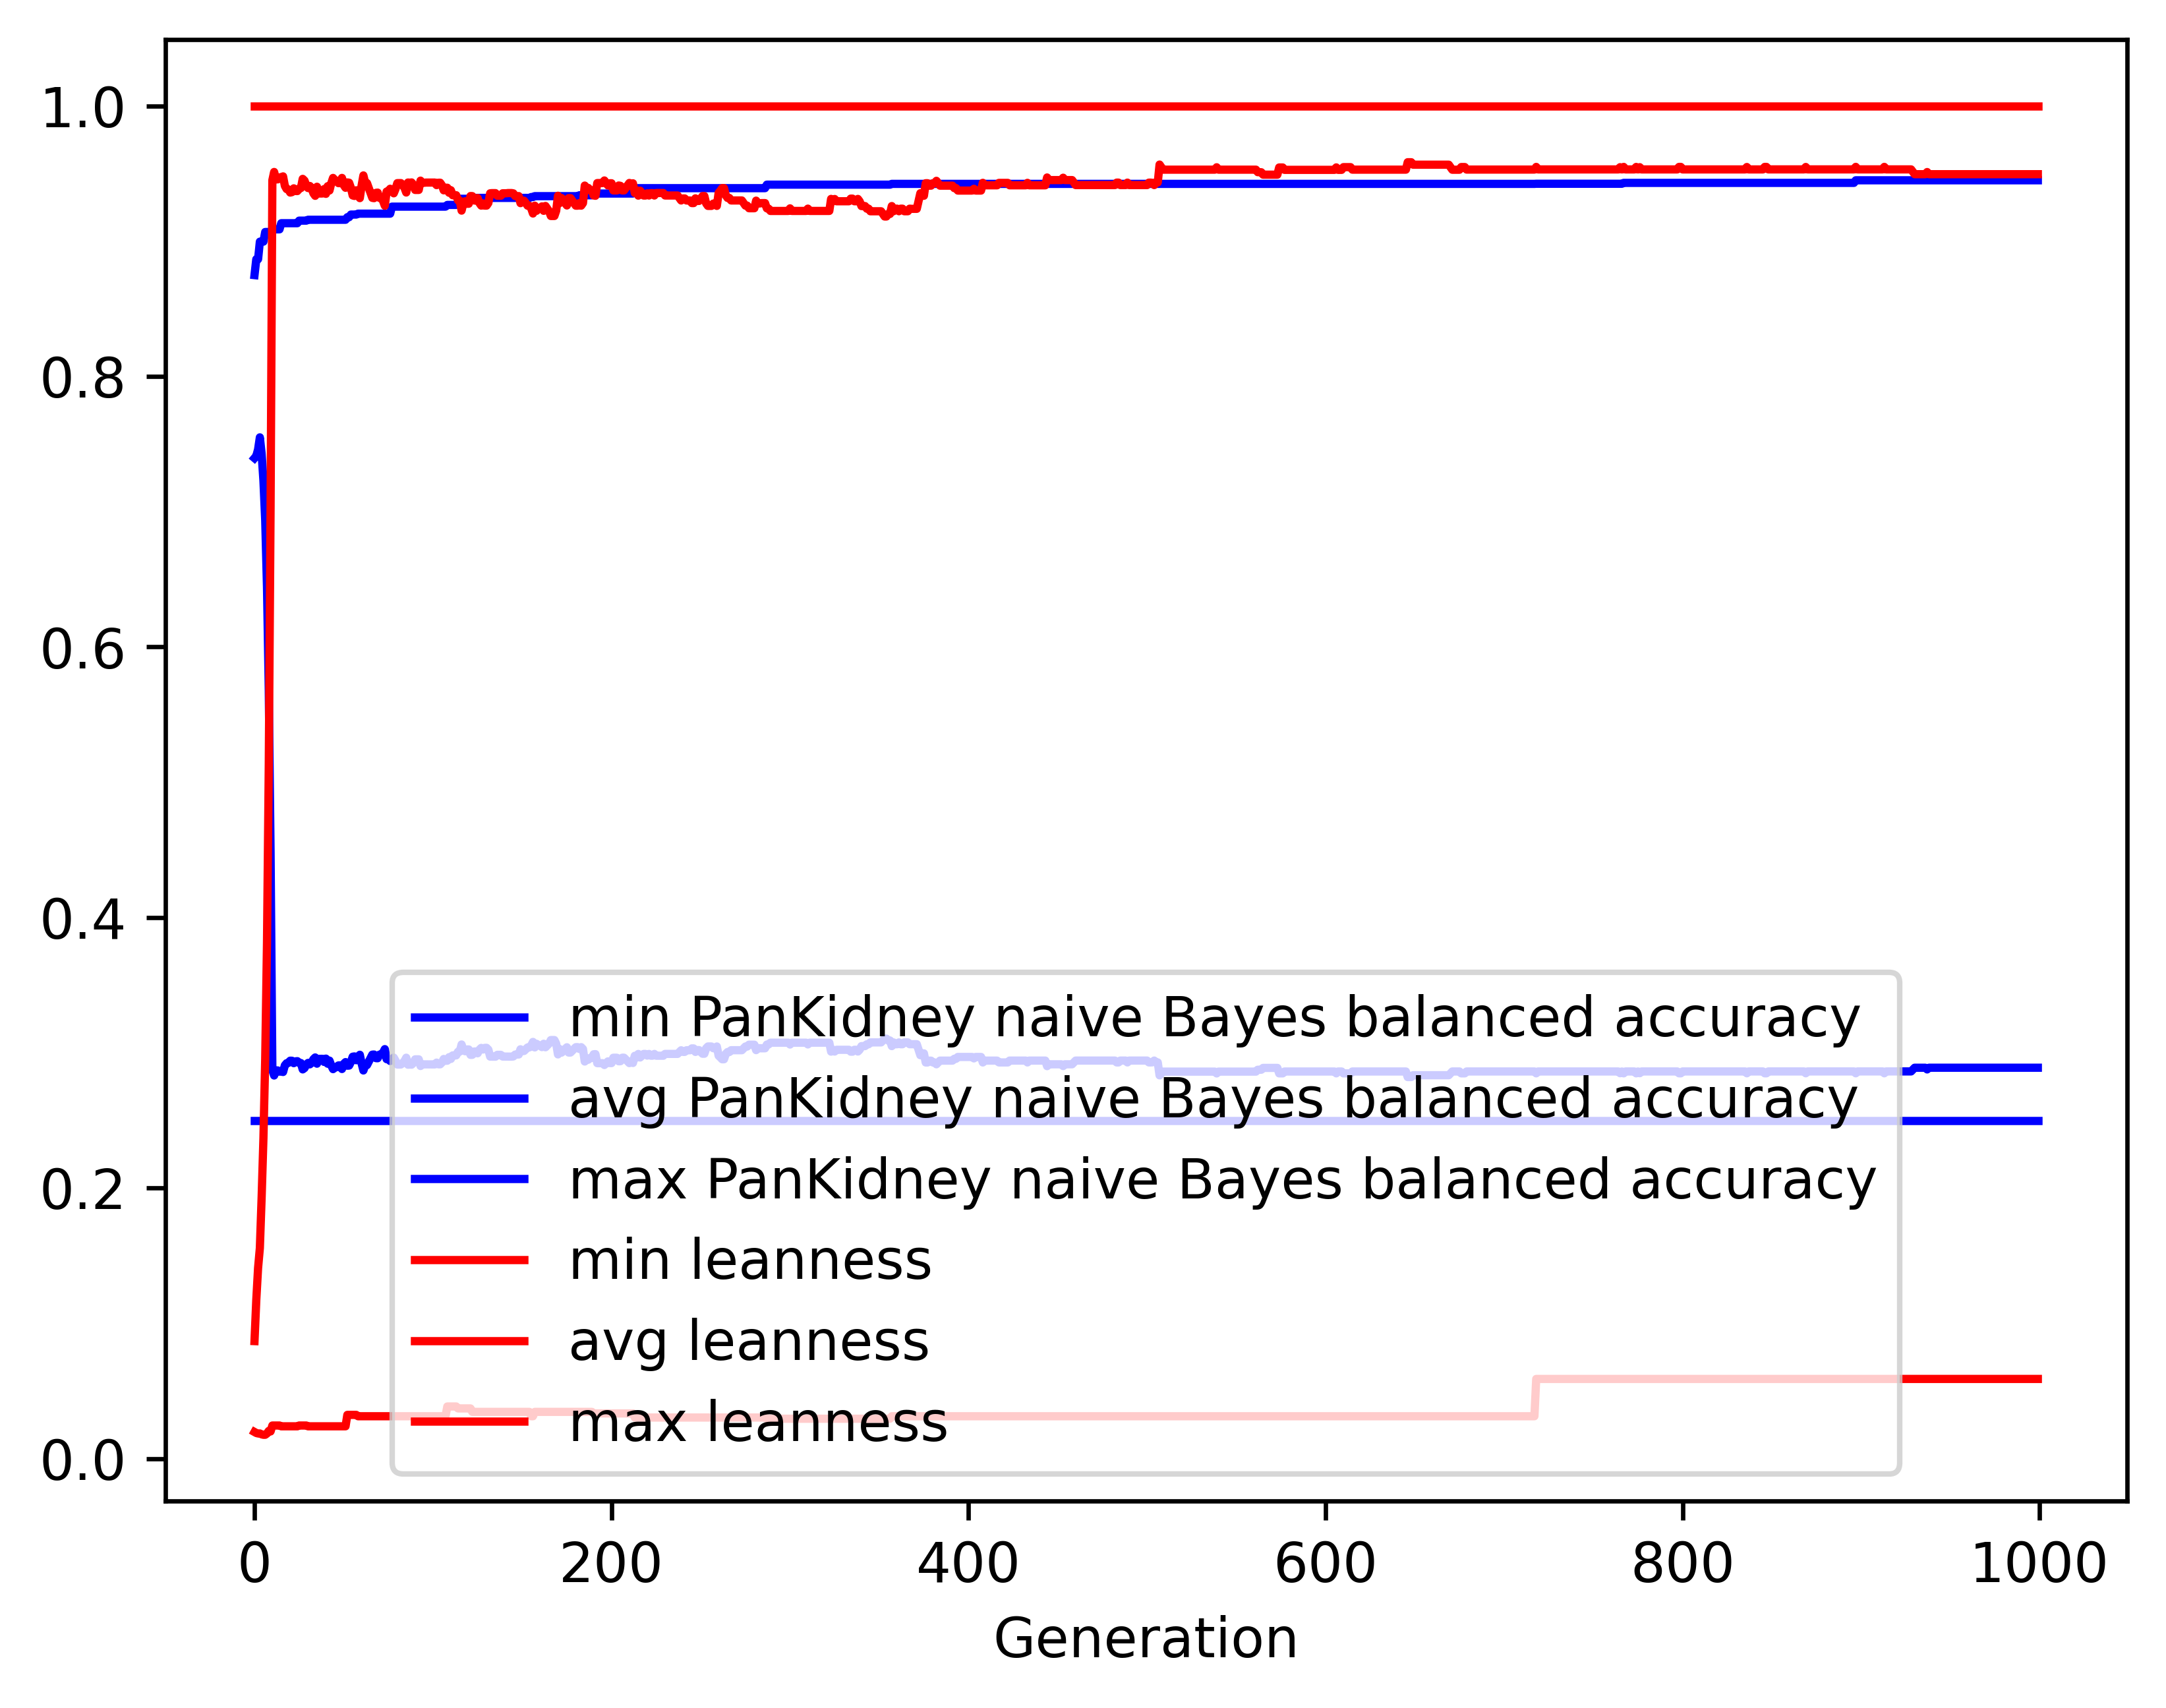 1.0
0.8
0.6
0.4
0.2
0.0
min PanKidney naive Bayes balanced accuracy
avg PanKidney naive Bayes balanced accuracy
max PanKidney naive Bayes balanced accuracy
min leanness
avg leanness
max leanness
0 200 400 600 800 1000
Generation